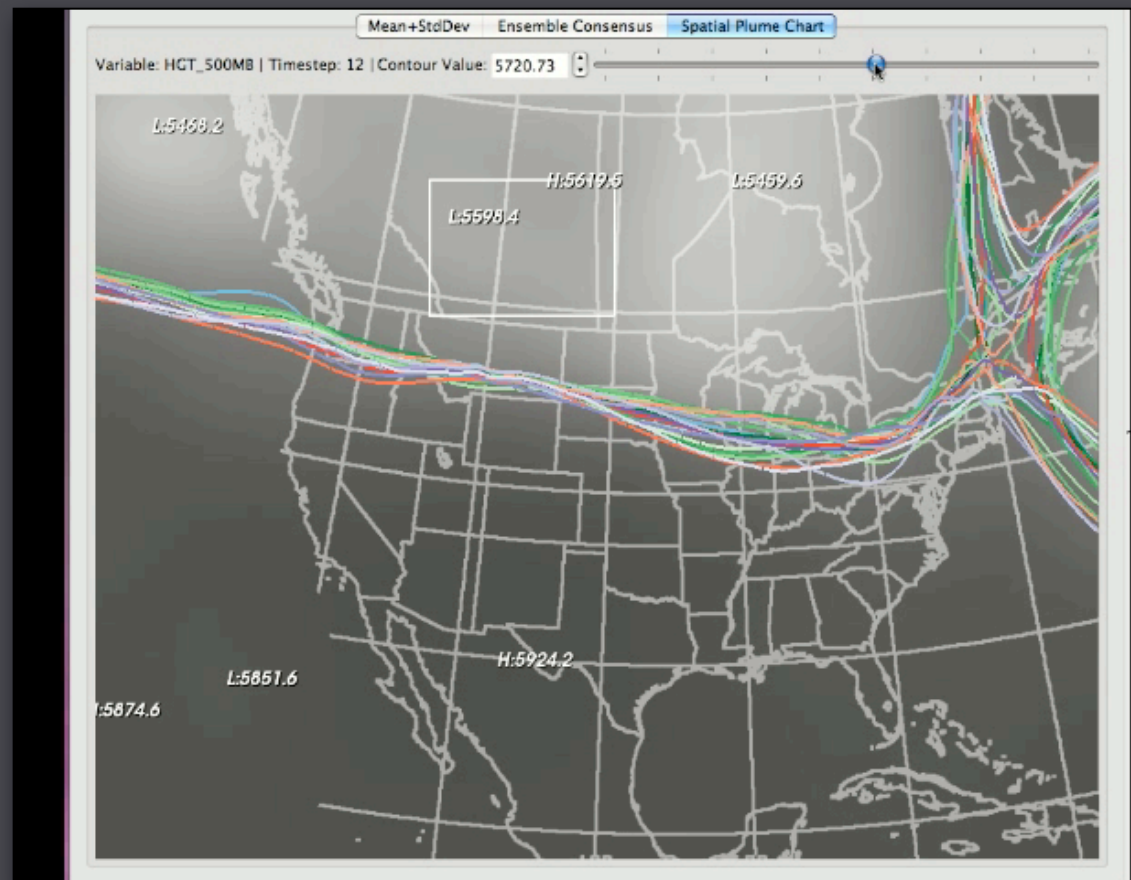 Mean+StdDev Ensemble Consensus Spatial Plume Chart
Variable: HGT_500MB | Timestep: 12 | Contour Value: 5720.73
L:5468.2
H:5619.5 L:5459.6
L:5598.4
H:5924.2
L:5851.6
:5874.6